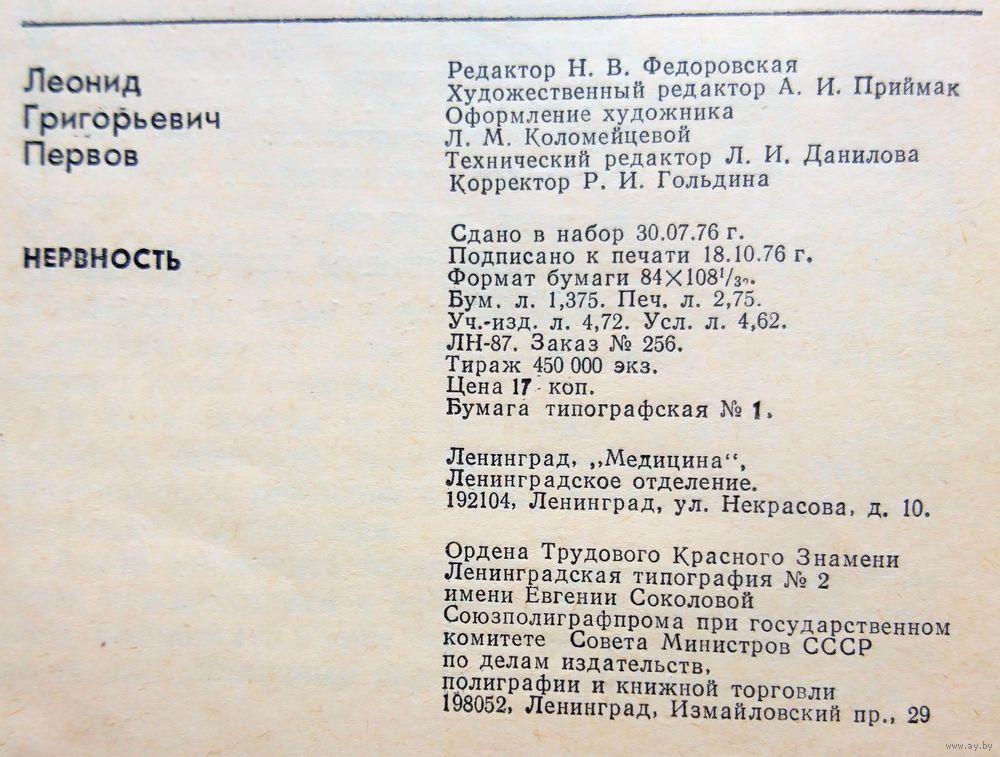 Леонид
Григорьевич
Первов
НЕРВНОСТЬ
Редактор Н. В. Федоровская
Художественный редактор А. И. Приймак
Оформление художника
Л. М. Коломейцевой
Технический редактор Л. И. Данилова
Корректор Р. И. Гольдина
Сдано в набор 30.07.76 г.
Подписано к печати 18.10.76 г.
Формат бумаги 84×108¹/₃₂.
Бум. л. 1,375. Печ. л. 2,75.
Уч.-изд. л. 4,72. Усл. л. 4,62.
ЛН-87. Заказ № 256.
Тираж 450 000 экз.
Цена 17 коп.
Бумага типографская № 1.
Ленинград, „Медицина“,
Ленинградское отделение.
192104, Ленинград, ул. Некрасова, д. 10.
Ордена Трудового Красного Знамени
Ленинградская типография № 2
имени Евгении Соколовой
Союзполиграфпрома при государственном
комитете Совета Министров СССР
по делам издательств,
полиграфии и книжной торговли
198052, Ленинград, Измайловский пр., 29
www.ay.by